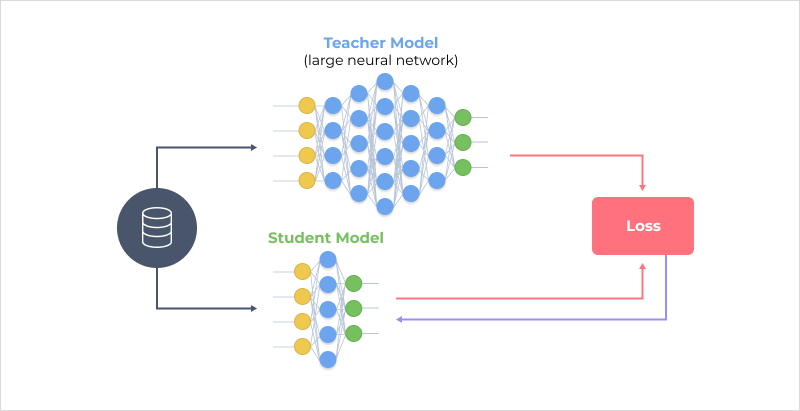 Teacher Model
(large neural network)
Student Model
Loss